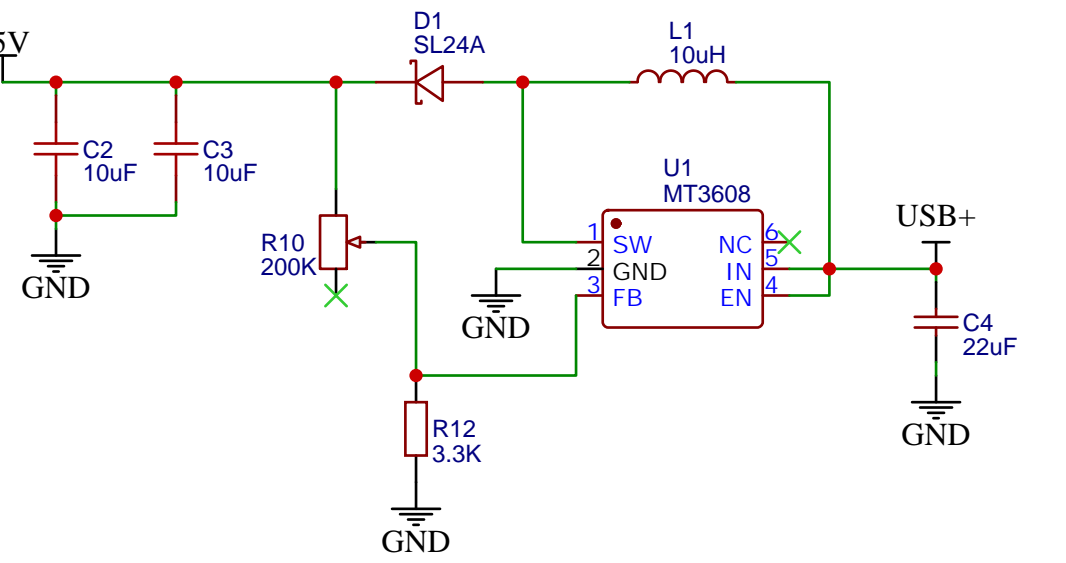 D1
SL24A
L1
10uH
C2
10uF
C3
10uF
U1
MT3608
USB+
R10
200K
1
SW
NC
6
2
GND
IN
5
3
FB
EN
4
GND
GND
C4
22uF
R12
3.3K
GND
GND